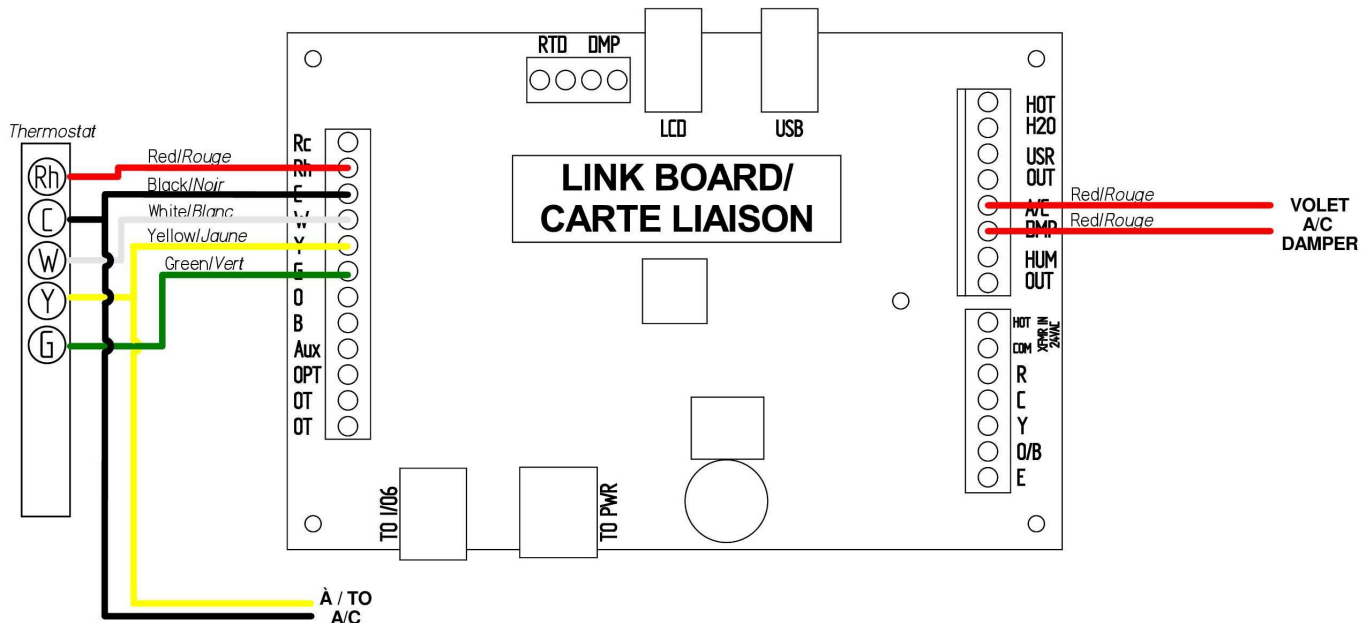 RTD DMP
LCD
USB
LINK BOARD/
CARTE LIAISON
Thermostat
Rh
C
W
Y
G
Red/Rouge
Black/Noir
White/Blanc
Yellow/Jaune
Green/Vert
Rc
Rh
C
W
Y
G
O
B
Aux
OPT
OT
OT
HOT
H2O
USR
OUT
A/C
DMP
HUM
OUT
Red/Rouge
Red/Rouge
VOLET
A/C
DAMPER
HOT
COM
XFMR IN
24VAC
R
C
Y
O/B
E
TO I/O6
TO PWR
À / TO
A/C